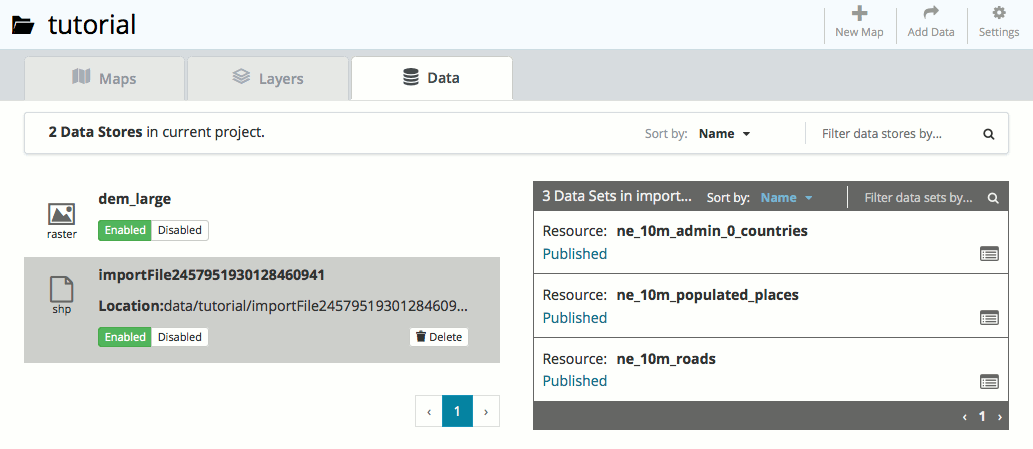 tutorial
New Map
Add Data
Settings
Maps
Layers
Data
2 Data Stores in current project.
Sort by: Name
Filter data stores by...
dem_large
raster
Enabled Disabled
importFile2457951930128460941
shp
Location:data/tutorial/importFile24579519301284609...
Enabled Disabled
Delete
‹ 1 ›
3 Data Sets in import... Sort by: Name Filter data sets by...
Resource: ne_10m_admin_0_countries
Published
Resource: ne_10m_populated_places
Published
Resource: ne_10m_roads
Published
‹ 1 ›